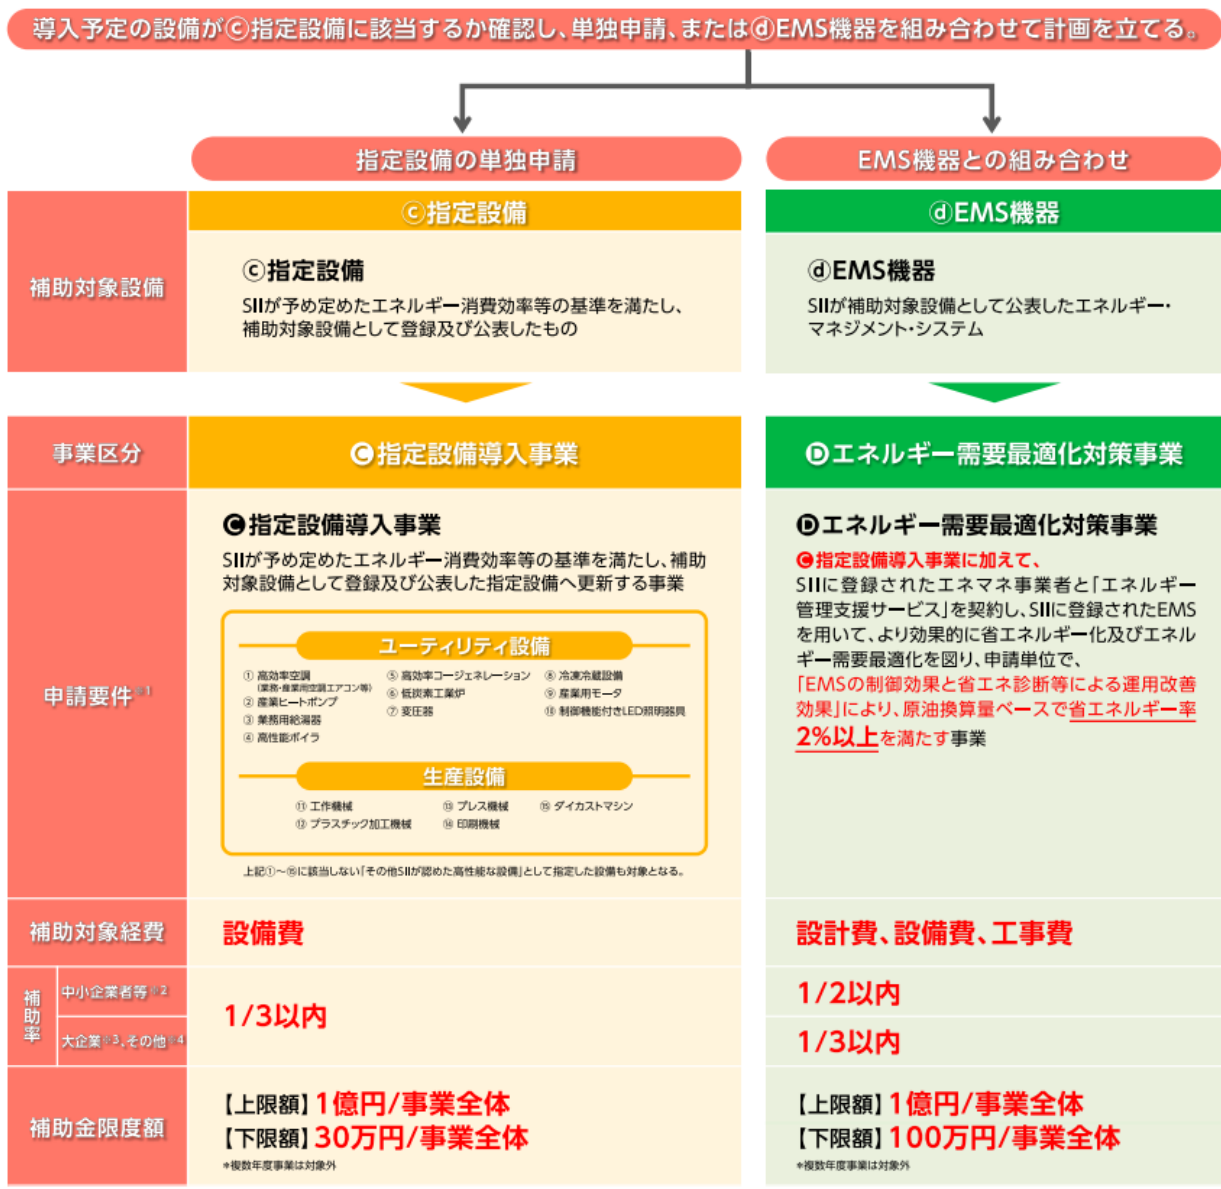 導入予定の設備がⓒ指定設備に該当するか確認し、単独申請、またはⓓEMS機器を組み合わせて計画を立てる。
指定設備の単独申請
EMS機器との組み合わせ
補助対象設備
ⓒ指定設備
ⓒ指定設備
SIIが予め定めたエネルギー消費効率等の基準を満たし、
補助対象設備として登録及び公表したもの
ⓓEMS機器
ⓓEMS機器
SIIが補助対象設備として公表したエネルギー・
マネジメント・システム
事業区分
🅒指定設備導入事業
🅓エネルギー需要最適化対策事業
申請要件※1
🅒指定設備導入事業
SIIが予め定めたエネルギー消費効率等の基準を満たし、補助
対象設備として登録及び公表した指定設備へ更新する事業
ユーティリティ設備
① 高効率空調
(業務・産業用空調エアコン等)
② 産業ヒートポンプ
③ 業務用給湯器
④ 高性能ボイラ
⑤ 高効率コージェネレーション
⑥ 低炭素工業炉
⑦ 変圧器
⑧ 冷凍冷蔵設備
⑨ 産業用モータ
⑩ 制御機能付きLED照明器具
生産設備
⑪ 工作機械
⑫ プラスチック加工機械
⑬ プレス機械
⑭ 印刷機械
⑮ ダイカストマシン
上記①～⑮に該当しない「その他SIIが認めた高性能な設備」として指定した設備も対象となる。
🅓エネルギー需要最適化対策事業
🅒指定設備導入事業に加えて、
SIIに登録されたエネマネ事業者と「エネルギー
管理支援サービス」を契約し、SIIに登録されたEMS
を用いて、より効果的に省エネルギー化及びエネル
ギー需要最適化を図り、申請単位で、
「EMSの制御効果と省エネ診断等による運用改善
効果」により、原油換算量ベースで省エネルギー率
2%以上を満たす事業
補助対象経費
設備費
設計費、設備費、工事費
補助率
中小企業者等※2
大企業※3、その他※4
1/3以内
1/2以内
1/3以内
補助金限度額
【上限額】1億円/事業全体
【下限額】30万円/事業全体
*複数年度事業は対象外
【上限額】1億円/事業全体
【下限額】100万円/事業全体
*複数年度事業は対象外